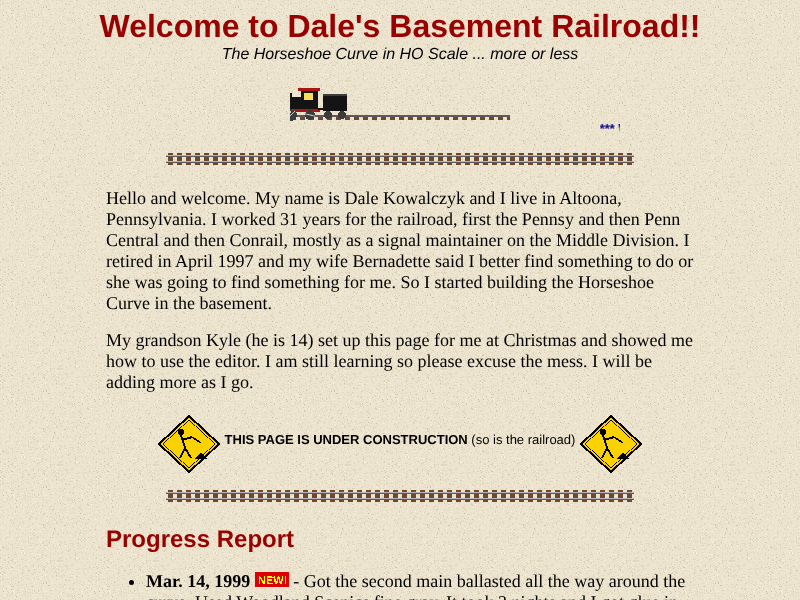 Welcome to Dale's Basement Railroad!!
The Horseshoe Curve in HO Scale ... more or less
***
Hello and welcome. My name is Dale Kowalczyk and I live in Altoona,
Pennsylvania. I worked 31 years for the railroad, first the Pennsy and then Penn
Central and then Conrail, mostly as a signal maintainer on the Middle Division. I
retired in April 1997 and my wife Bernadette said I better find something to do or
she was going to find something for me. So I started building the Horseshoe
Curve in the basement.
My grandson Kyle (he is 14) set up this page for me at Christmas and showed me
how to use the editor. I am still learning so please excuse the mess. I will be
adding more as I go.
THIS PAGE IS UNDER CONSTRUCTION (so is the railroad)
Progress Report
• Mar. 14, 1999 NEW! - Got the second main ballasted all the way around the